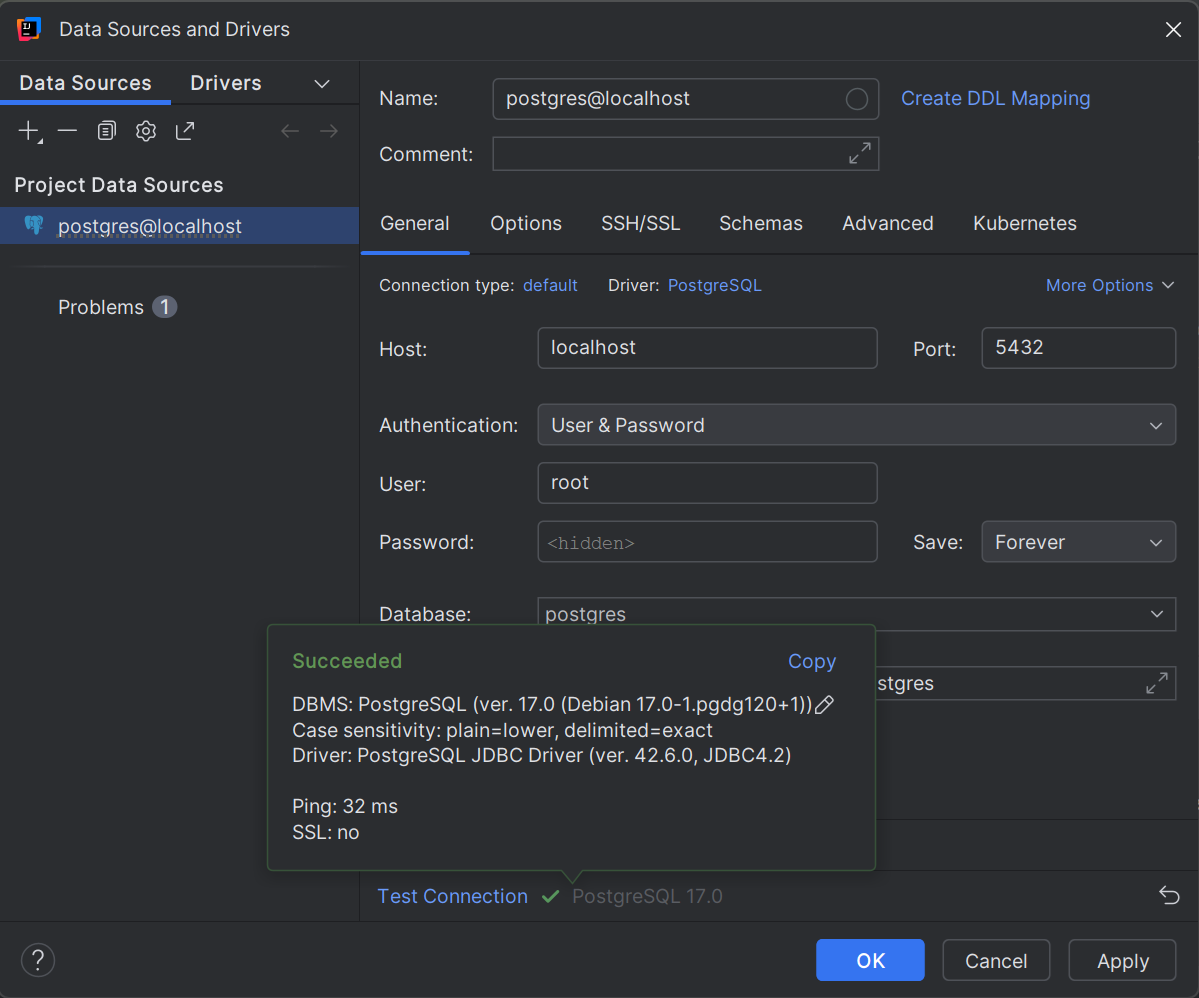 Data Sources and Drivers
Data Sources Drivers
Project Data Sources
postgres@localhost
Problems 1
Name: postgres@localhost Create DDL Mapping
Comment:
General Options SSH/SSL Schemas Advanced Kubernetes
Connection type: default Driver: PostgreSQL More Options
Host: localhost Port: 5432
Authentication: User & Password
User: root
Password: <hidden> Save: Forever
Database: postgres
stgres
Succeeded Copy
DBMS: PostgreSQL (ver. 17.0 (Debian 17.0-1.pgdg120+1))
Case sensitivity: plain=lower, delimited=exact
Driver: PostgreSQL JDBC Driver (ver. 42.6.0, JDBC4.2)
Ping: 32 ms
SSL: no
Test Connection PostgreSQL 17.0
? OK Cancel Apply